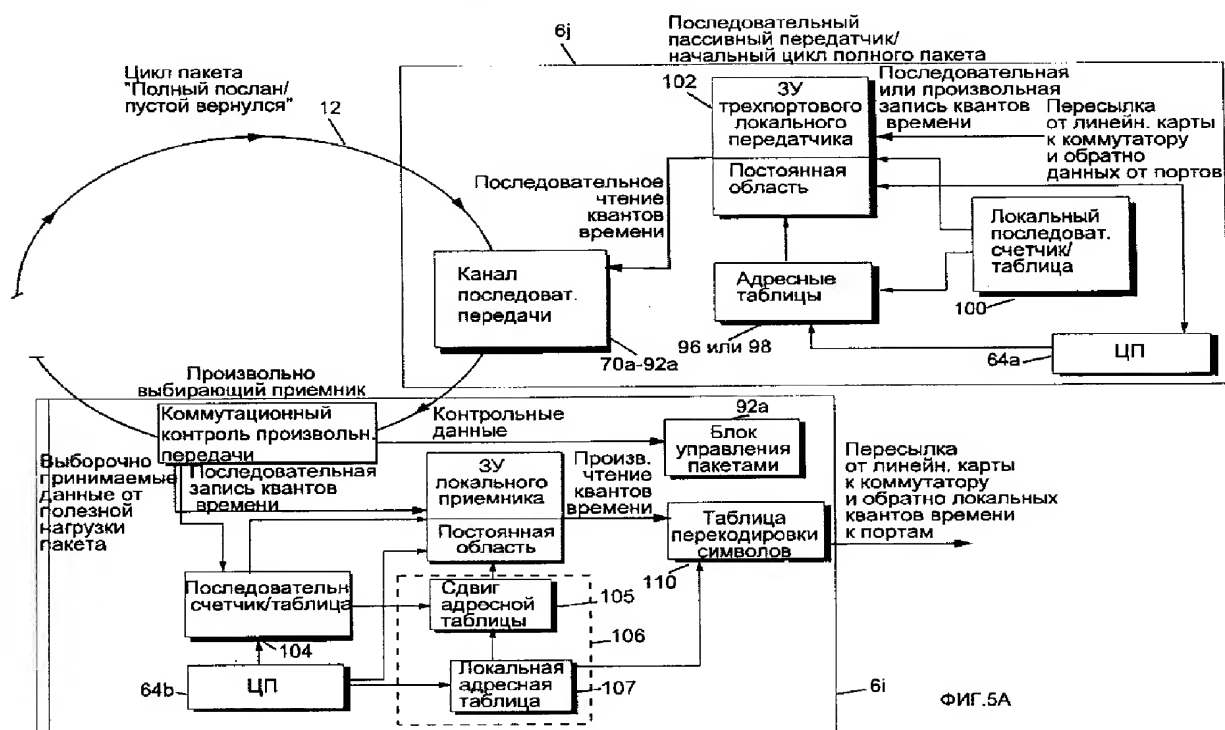 6j
Последовательный
пассивный передатчик/
начальный цикл полного пакета
Цикл пакета
"Полный послан/
пустой вернулся"
12
102
ЗУ
трехпортового
локального
передатчика
Постоянная
область
Последовательная
или произвольная
запись квантов
времени
Пересылка
от линейн. карты
к коммутатору
и обратно
данных от портов
Последовательное
чтение
квантов
времени
Локальный
последоват.
счетчик/
таблица
100
Канал
последоват.
передачи
70a-92a
Адресные
таблицы
96 или 98
64a
ЦП
Произвольно
выбирающий приемник
Коммутационный
контроль произвольн.
передачи
Контрольные
данные
92a
Блок
управления
пакетами
Выборочно
принимаемые
данные от
полезной
нагрузки
пакета
Последовательная
запись квантов
времени
ЗУ
локального
приемника
Постоянная
область
Произв.
чтение
квантов
времени
Таблица
перекодировки
символов
110
Пересылка
от линейн. карты
к коммутатору
и обратно локальных
квантов времени
к портам
Последовательн.
счетчик/таблица
104
Сдвиг
адресной
таблицы
105
106
64b
ЦП
Локальная
адресная
таблица
107
6i
ФИГ.5A